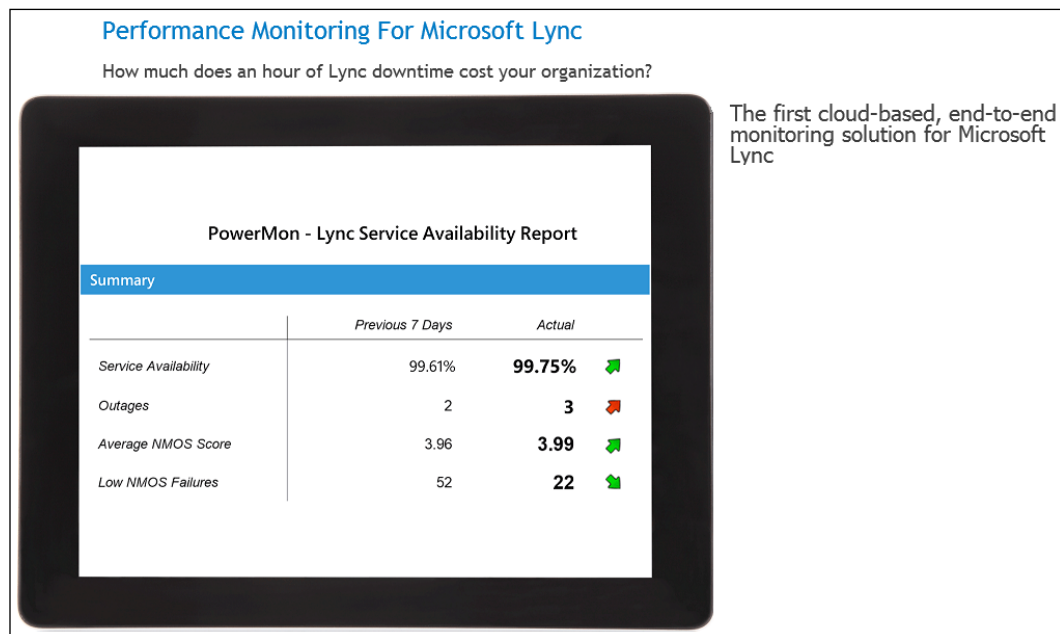 Performance Monitoring For Microsoft Lync
How much does an hour of Lync downtime cost your organization?
The first cloud-based, end-to-end
monitoring solution for Microsoft
Lync
PowerMon - Lync Service Availability Report
Summary
Previous 7 Days Actual
Service Availability 99.61% 99.75%
Outages 2 3
Average NMOS Score 3.96 3.99
Low NMOS Failures 52 22